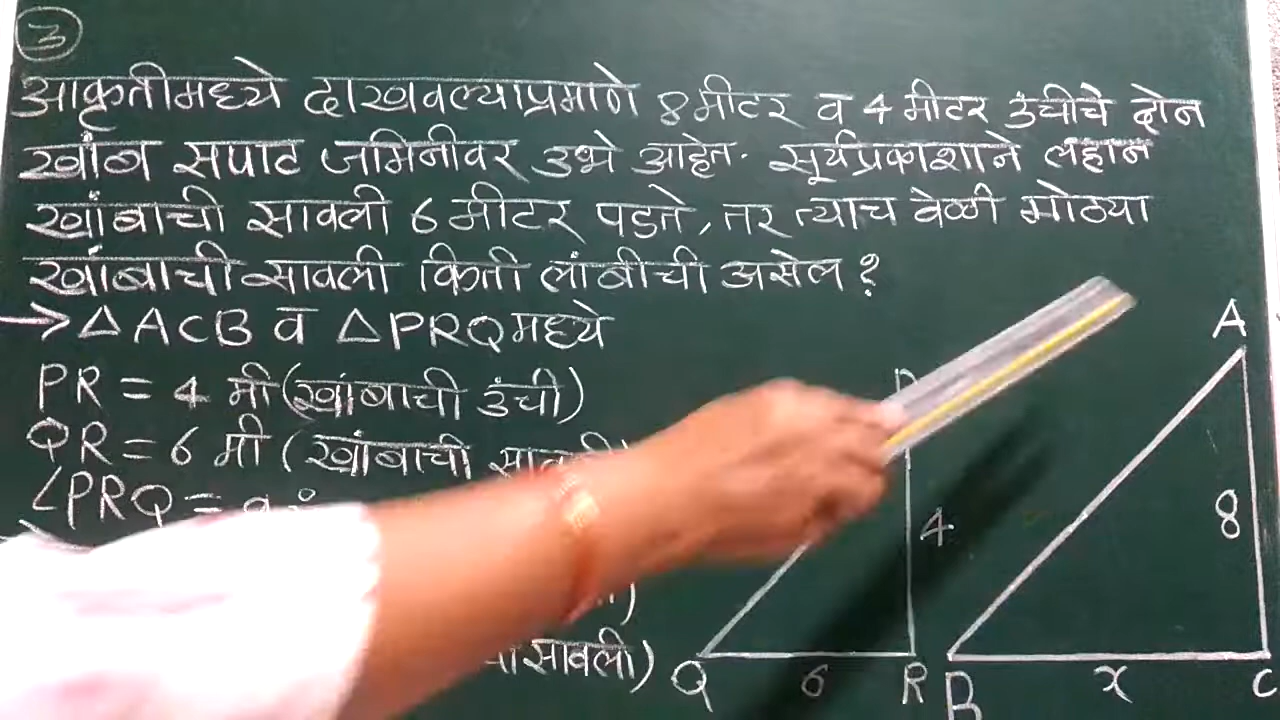 3
आकृतीमध्ये दाखवल्याप्रमाणे 8 मीटर व 4 मीटर उंचीचे दोन
खांब सपाट जमिनीवर उभे आहेत. सूर्यप्रकाशाने लहान
खांबाची सावली 6 मीटर पडते, तर त्याच वेळी मोठ्या
खांबाची सावली किती लांबीची असेल ?
→ △ACB व △PRQ मध्ये
PR = 4 मी (खांबाची उंची)
QR = 6 मी (खांबाची
∠PRQ =
सावली)
A
8
4
Q 6 R B x C